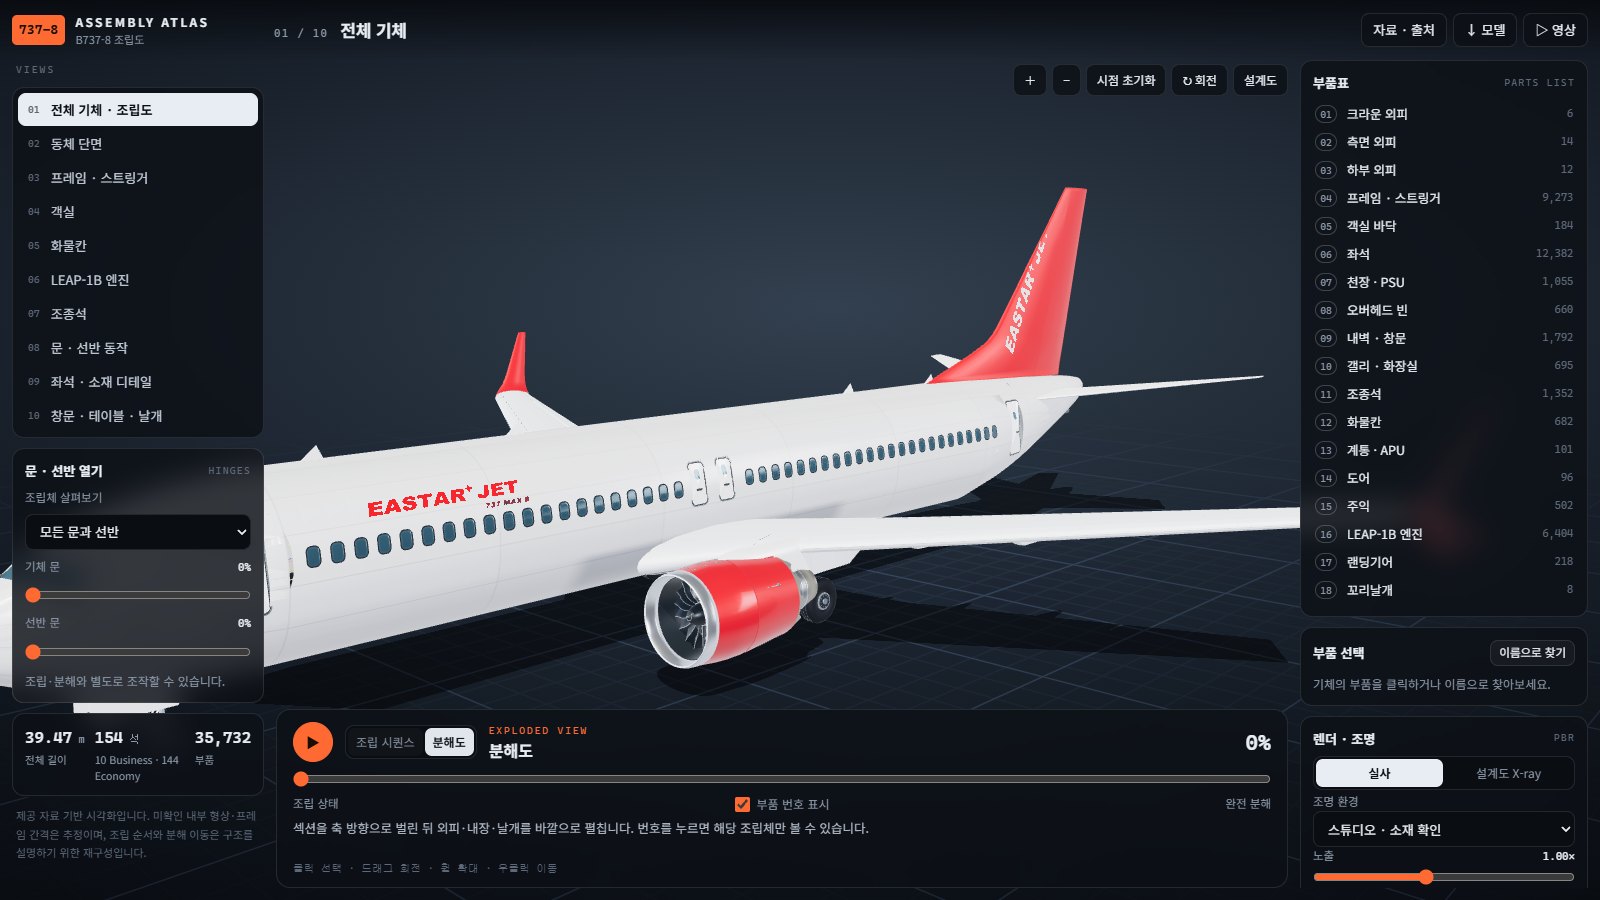 737–8
ASSEMBLY ATLAS
B737-8 조립도
01 / 10 전체 기체
자료 · 출처
↓ 모델
▷ 영상
VIEWS
01 전체 기체 · 조립도
02 동체 단면
03 프레임 · 스트링거
04 객실
05 화물칸
06 LEAP-1B 엔진
07 조종석
08 문 · 선반 동작
09 좌석 · 소재 디테일
10 창문 · 테이블 · 날개
문 · 선반 열기 HINGES
조립체 살펴보기
모든 문과 선반
기체 문 0%
선반 문 0%
조립·분해와 별도로 조작할 수 있습니다.
39.47 m
전체 길이
154 석
10 Business · 144
Economy
35,732
부품
제공 자료 기반 시각화입니다. 미확인 내부 형상·프레
임 간격은 추정이며, 조립 순서와 분해 이동은 구조를
설명하기 위한 재구성입니다.
+
−
시점 초기화
↻ 회전
설계도
EASTAR JET
EASTAR JET
737 MAX 8
조립 시퀀스
분해도
EXPLODED VIEW
분해도
0%
조립 상태
부품 번호 표시
완전 분해
섹션을 축 방향으로 벌린 뒤 외피·내장·날개를 바깥으로 펼칩니다. 번호를 누르면 해당 조립체만 볼 수 있습니다.
클릭 선택 · 드래그 회전 · 휠 확대 · 우클릭 이동
부품표 PARTS LIST
01 크라운 외피 6
02 측면 외피 14
03 하부 외피 12
04 프레임 · 스트링거 9,273
05 객실 바닥 184
06 좌석 12,382
07 천장 · PSU 1,055
08 오버헤드 빈 660
09 내벽 · 창문 1,792
10 갤리 · 화장실 695
11 조종석 1,352
12 화물칸 682
13 계통 · APU 101
14 도어 96
15 주익 502
16 LEAP-1B 엔진 6,404
17 랜딩기어 218
18 꼬리날개 8
부품 선택
이름으로 찾기
기체의 부품을 클릭하거나 이름으로 찾아보세요.
렌더 · 조명 PBR
실사
설계도 X-ray
조명 환경
스튜디오 · 소재 확인
노출 1.00×